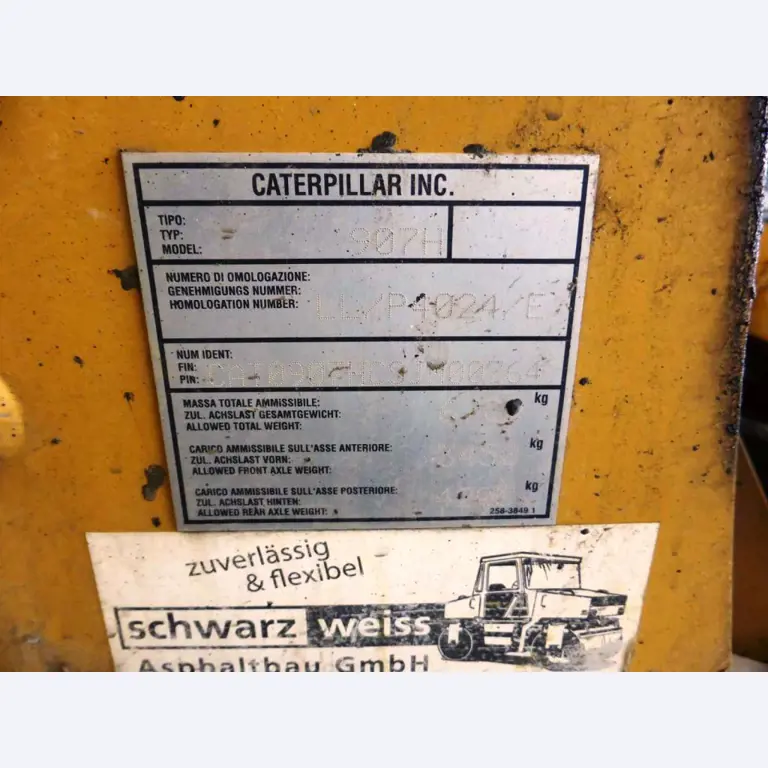 CATERPILLAR INC.
TIPO:
TYP:
MODEL: 907H
NUMERO DI OMOLOGAZIONE:
GENEHMIGUNGS NUMMER:
HOMOLOGATION NUMBER: LL/P4024/E
NUM IDENT:
FIN:
PIN:
MASSA TOTALE AMMISSIBILE: kg
ZUL. ACHSLAST GESAMTGEWICHT:
ALLOWED TOTAL WEIGHT:
CARICO AMMISSIBILE SULL'ASSE ANTERIORE: kg
ZUL. ACHSLAST VORN:
ALLOWED FRONT AXLE WEIGHT:
CARICO AMMISSIBILE SULL'ASSE POSTERIORE: kg
ZUL. ACHSLAST HINTEN:
ALLOWED REAR AXLE WEIGHT:
258-3849 1
zuverlässig
& flexibel
schwarz weiss
Asphaltbau GmbH